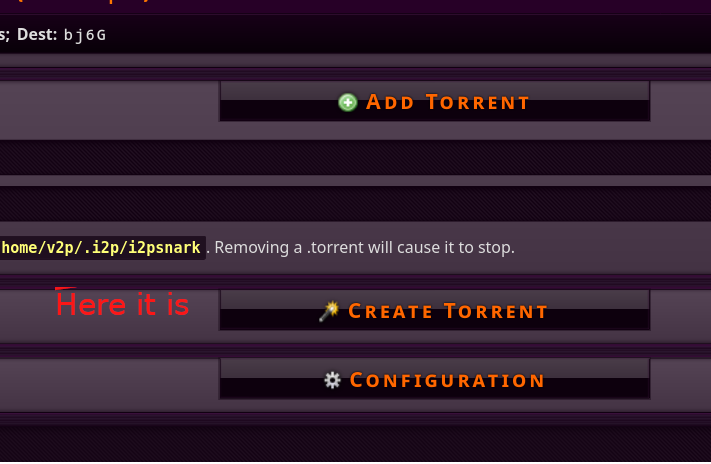 s; Dest: bj6G
ADD TORRENT
home/v2p/.i2p/i2psnark. Removing a .torrent will cause it to stop.
Here it is
CREATE TORRENT
CONFIGURATION